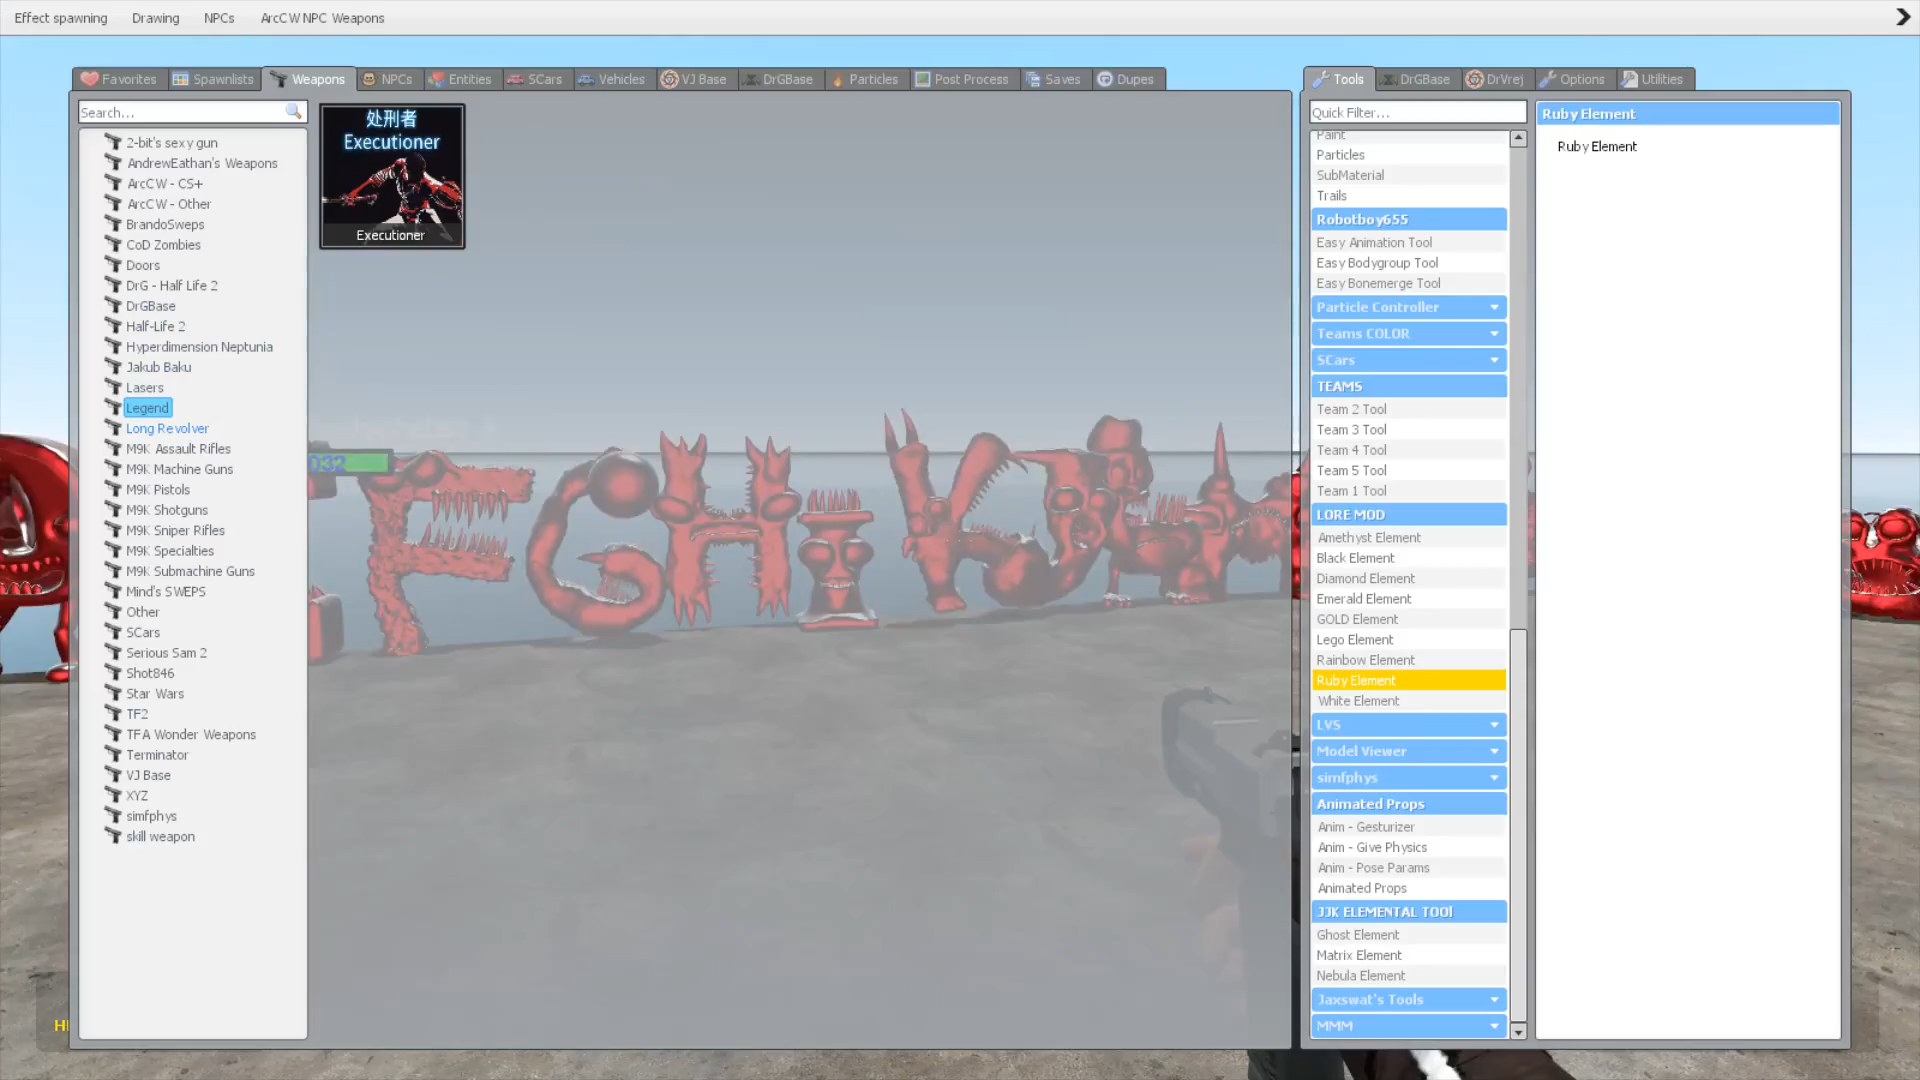 Effect spawning Drawing NPCs ArcCW NPC Weapons
Favorites Spawnlists Weapons NPCs Entities SCars Vehicles VJ Base DrGBase Particles Post Process Saves Dupes
Search...
2-bit's sexy gun
AndrewEathan's Weapons
ArcCW - CS+
ArcCW - Other
BrandoSweps
CoD Zombies
Doors
DrG - Half Life 2
DrGBase
Half-Life 2
Hyperdimension Neptunia
Jakub Baku
Lasers
Legend
Long Revolver
M9K Assault Rifles
M9K Machine Guns
M9K Pistols
M9K Shotguns
M9K Sniper Rifles
M9K Specialties
M9K Submachine Guns
Mind's SWEPS
Other
SCars
Serious Sam 2
Shot846
Star Wars
TF2
TFA Wonder Weapons
Terminator
VJ Base
XYZ
simfphys
skill weapon
处刑者
Executioner
Executioner
032
Tools DrGBase DrVrej Options Utilities
Quick Filter...
Paint
Particles
SubMaterial
Trails
Robotboy655
Easy Animation Tool
Easy Bodygroup Tool
Easy Bonemerge Tool
Particle Controller
Teams COLOR
SCars
TEAMS
Team 2 Tool
Team 3 Tool
Team 4 Tool
Team 5 Tool
Team 1 Tool
LORE MOD
Amethyst Element
Black Element
Diamond Element
Emerald Element
GOLD Element
Lego Element
Rainbow Element
Ruby Element
White Element
LVS
Model Viewer
simfphys
Animated Props
Anim - Gesturizer
Anim - Give Physics
Anim - Pose Params
Animated Props
JJK ELEMENTAL TOOl
Ghost Element
Matrix Element
Nebula Element
Jaxswat's Tools
MMM
Ruby Element
Ruby Element